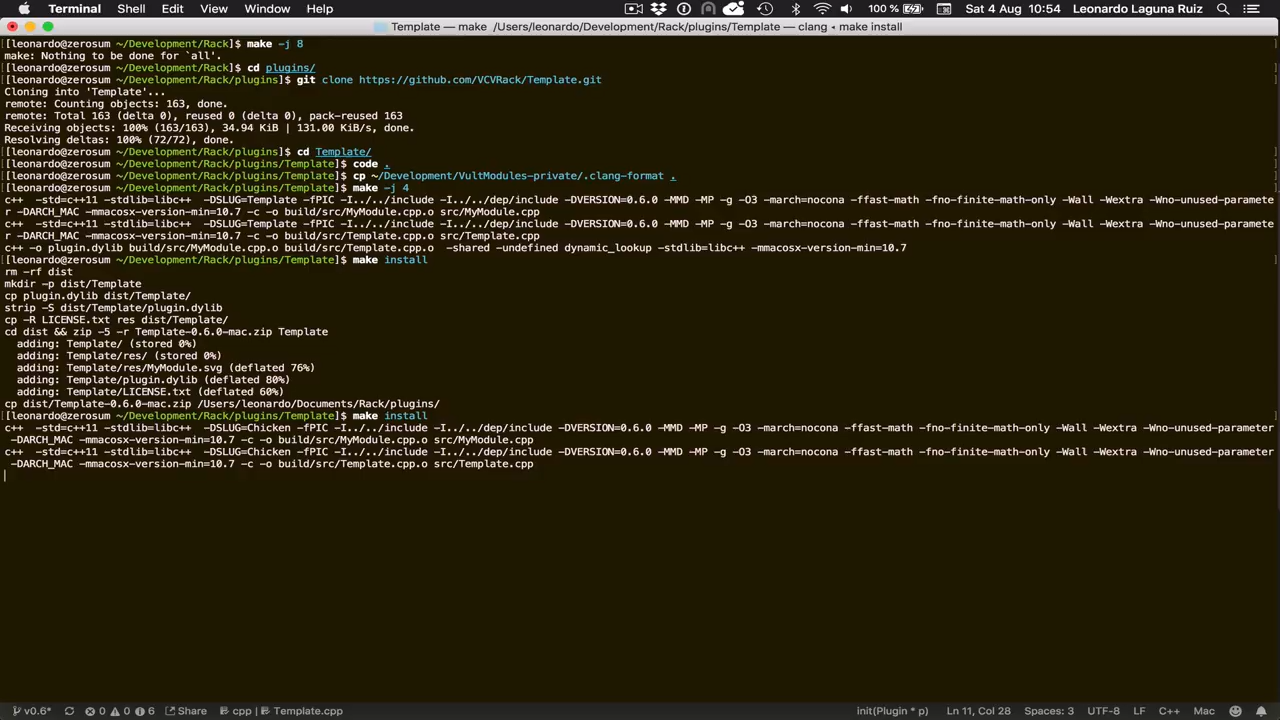 Terminal Shell Edit View Window Help 100 % Sat 4 Aug 10:54 Leonardo Laguna Ruiz
Template — make /Users/leonardo/Development/Rack/plugins/Template — clang ◂ make install
[leonardo@zerosum ~/Development/Rack]$ make -j 8
make: Nothing to be done for `all'.
[leonardo@zerosum ~/Development/Rack]$ cd plugins/
[leonardo@zerosum ~/Development/Rack/plugins]$ git clone https://github.com/VCVRack/Template.git
Cloning into 'Template'...
remote: Counting objects: 163, done.
remote: Total 163 (delta 0), reused 0 (delta 0), pack-reused 163
Receiving objects: 100% (163/163), 34.94 KiB | 131.00 KiB/s, done.
Resolving deltas: 100% (72/72), done.
[leonardo@zerosum ~/Development/Rack/plugins]$ cd Template/
[leonardo@zerosum ~/Development/Rack/plugins/Template]$ code .
[leonardo@zerosum ~/Development/Rack/plugins/Template]$ cp ~/Development/VultModules-private/.clang-format .
[leonardo@zerosum ~/Development/Rack/plugins/Template]$ make -j 4
c++ -std=c++11 -stdlib=libc++ -DSLUG=Template -fPIC -I../../include -I../../dep/include -DVERSION=0.6.0 -MMD -MP -g -O3 -march=nocona -ffast-math -fno-finite-math-only -Wall -Wextra -Wno-unused-paramete
r -DARCH_MAC -mmacosx-version-min=10.7 -c -o build/src/MyModule.cpp.o src/MyModule.cpp
c++ -std=c++11 -stdlib=libc++ -DSLUG=Template -fPIC -I../../include -I../../dep/include -DVERSION=0.6.0 -MMD -MP -g -O3 -march=nocona -ffast-math -fno-finite-math-only -Wall -Wextra -Wno-unused-paramete
r -DARCH_MAC -mmacosx-version-min=10.7 -c -o build/src/Template.cpp.o src/Template.cpp
c++ -o plugin.dylib build/src/MyModule.cpp.o build/src/Template.cpp.o -shared -undefined dynamic_lookup -stdlib=libc++ -mmacosx-version-min=10.7
[leonardo@zerosum ~/Development/Rack/plugins/Template]$ make install
rm -rf dist
mkdir -p dist/Template
cp plugin.dylib dist/Template/
strip -S dist/Template/plugin.dylib
cp -R LICENSE.txt res dist/Template/
cd dist && zip -5 -r Template-0.6.0-mac.zip Template
adding: Template/ (stored 0%)
adding: Template/res/ (stored 0%)
adding: Template/res/MyModule.svg (deflated 76%)
adding: Template/plugin.dylib (deflated 80%)
adding: Template/LICENSE.txt (deflated 60%)
cp dist/Template-0.6.0-mac.zip /Users/leonardo/Documents/Rack/plugins/
[leonardo@zerosum ~/Development/Rack/plugins/Template]$ make install
c++ -std=c++11 -stdlib=libc++ -DSLUG=Chicken -fPIC -I../../include -I../../dep/include -DVERSION=0.6.0 -MMD -MP -g -O3 -march=nocona -ffast-math -fno-finite-math-only -Wall -Wextra -Wno-unused-parameter
-DARCH_MAC -mmacosx-version-min=10.7 -c -o build/src/MyModule.cpp.o src/MyModule.cpp
c++ -std=c++11 -stdlib=libc++ -DSLUG=Chicken -fPIC -I../../include -I../../dep/include -DVERSION=0.6.0 -MMD -MP -g -O3 -march=nocona -ffast-math -fno-finite-math-only -Wall -Wextra -Wno-unused-parameter
-DARCH_MAC -mmacosx-version-min=10.7 -c -o build/src/Template.cpp.o src/Template.cpp
v0.6* 0 0 6 Share cpp | Template.cpp init(Plugin * p) Ln 11, Col 28 Spaces: 3 UTF-8 LF C++ Mac